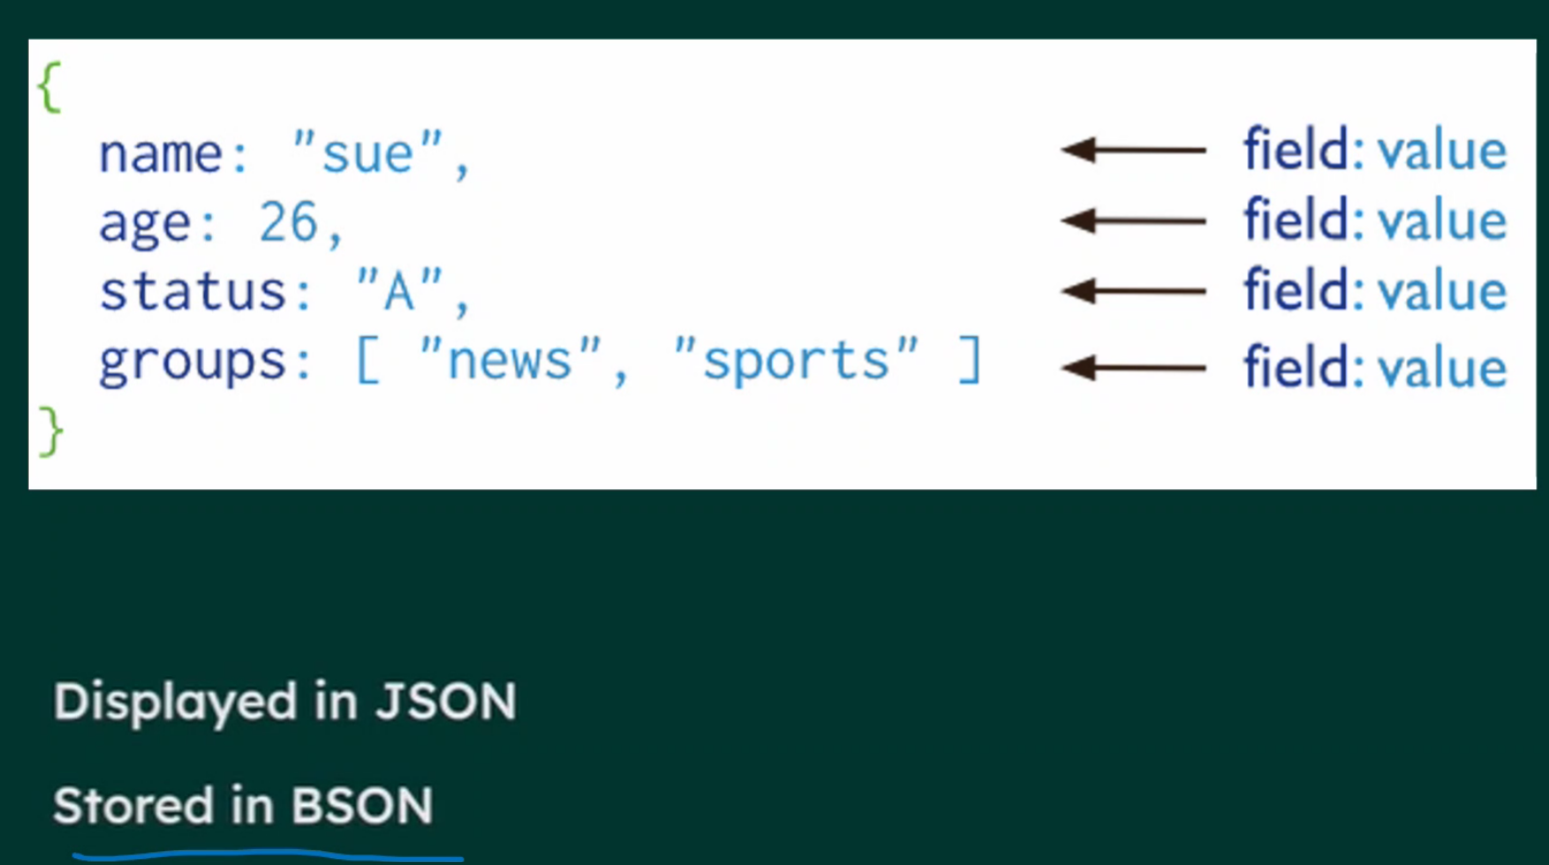 {
name: "sue", field: value
age: 26, field: value
status: "A", field: value
groups: [ "news", "sports" ] field: value
}
Displayed in JSON
Stored in BSON